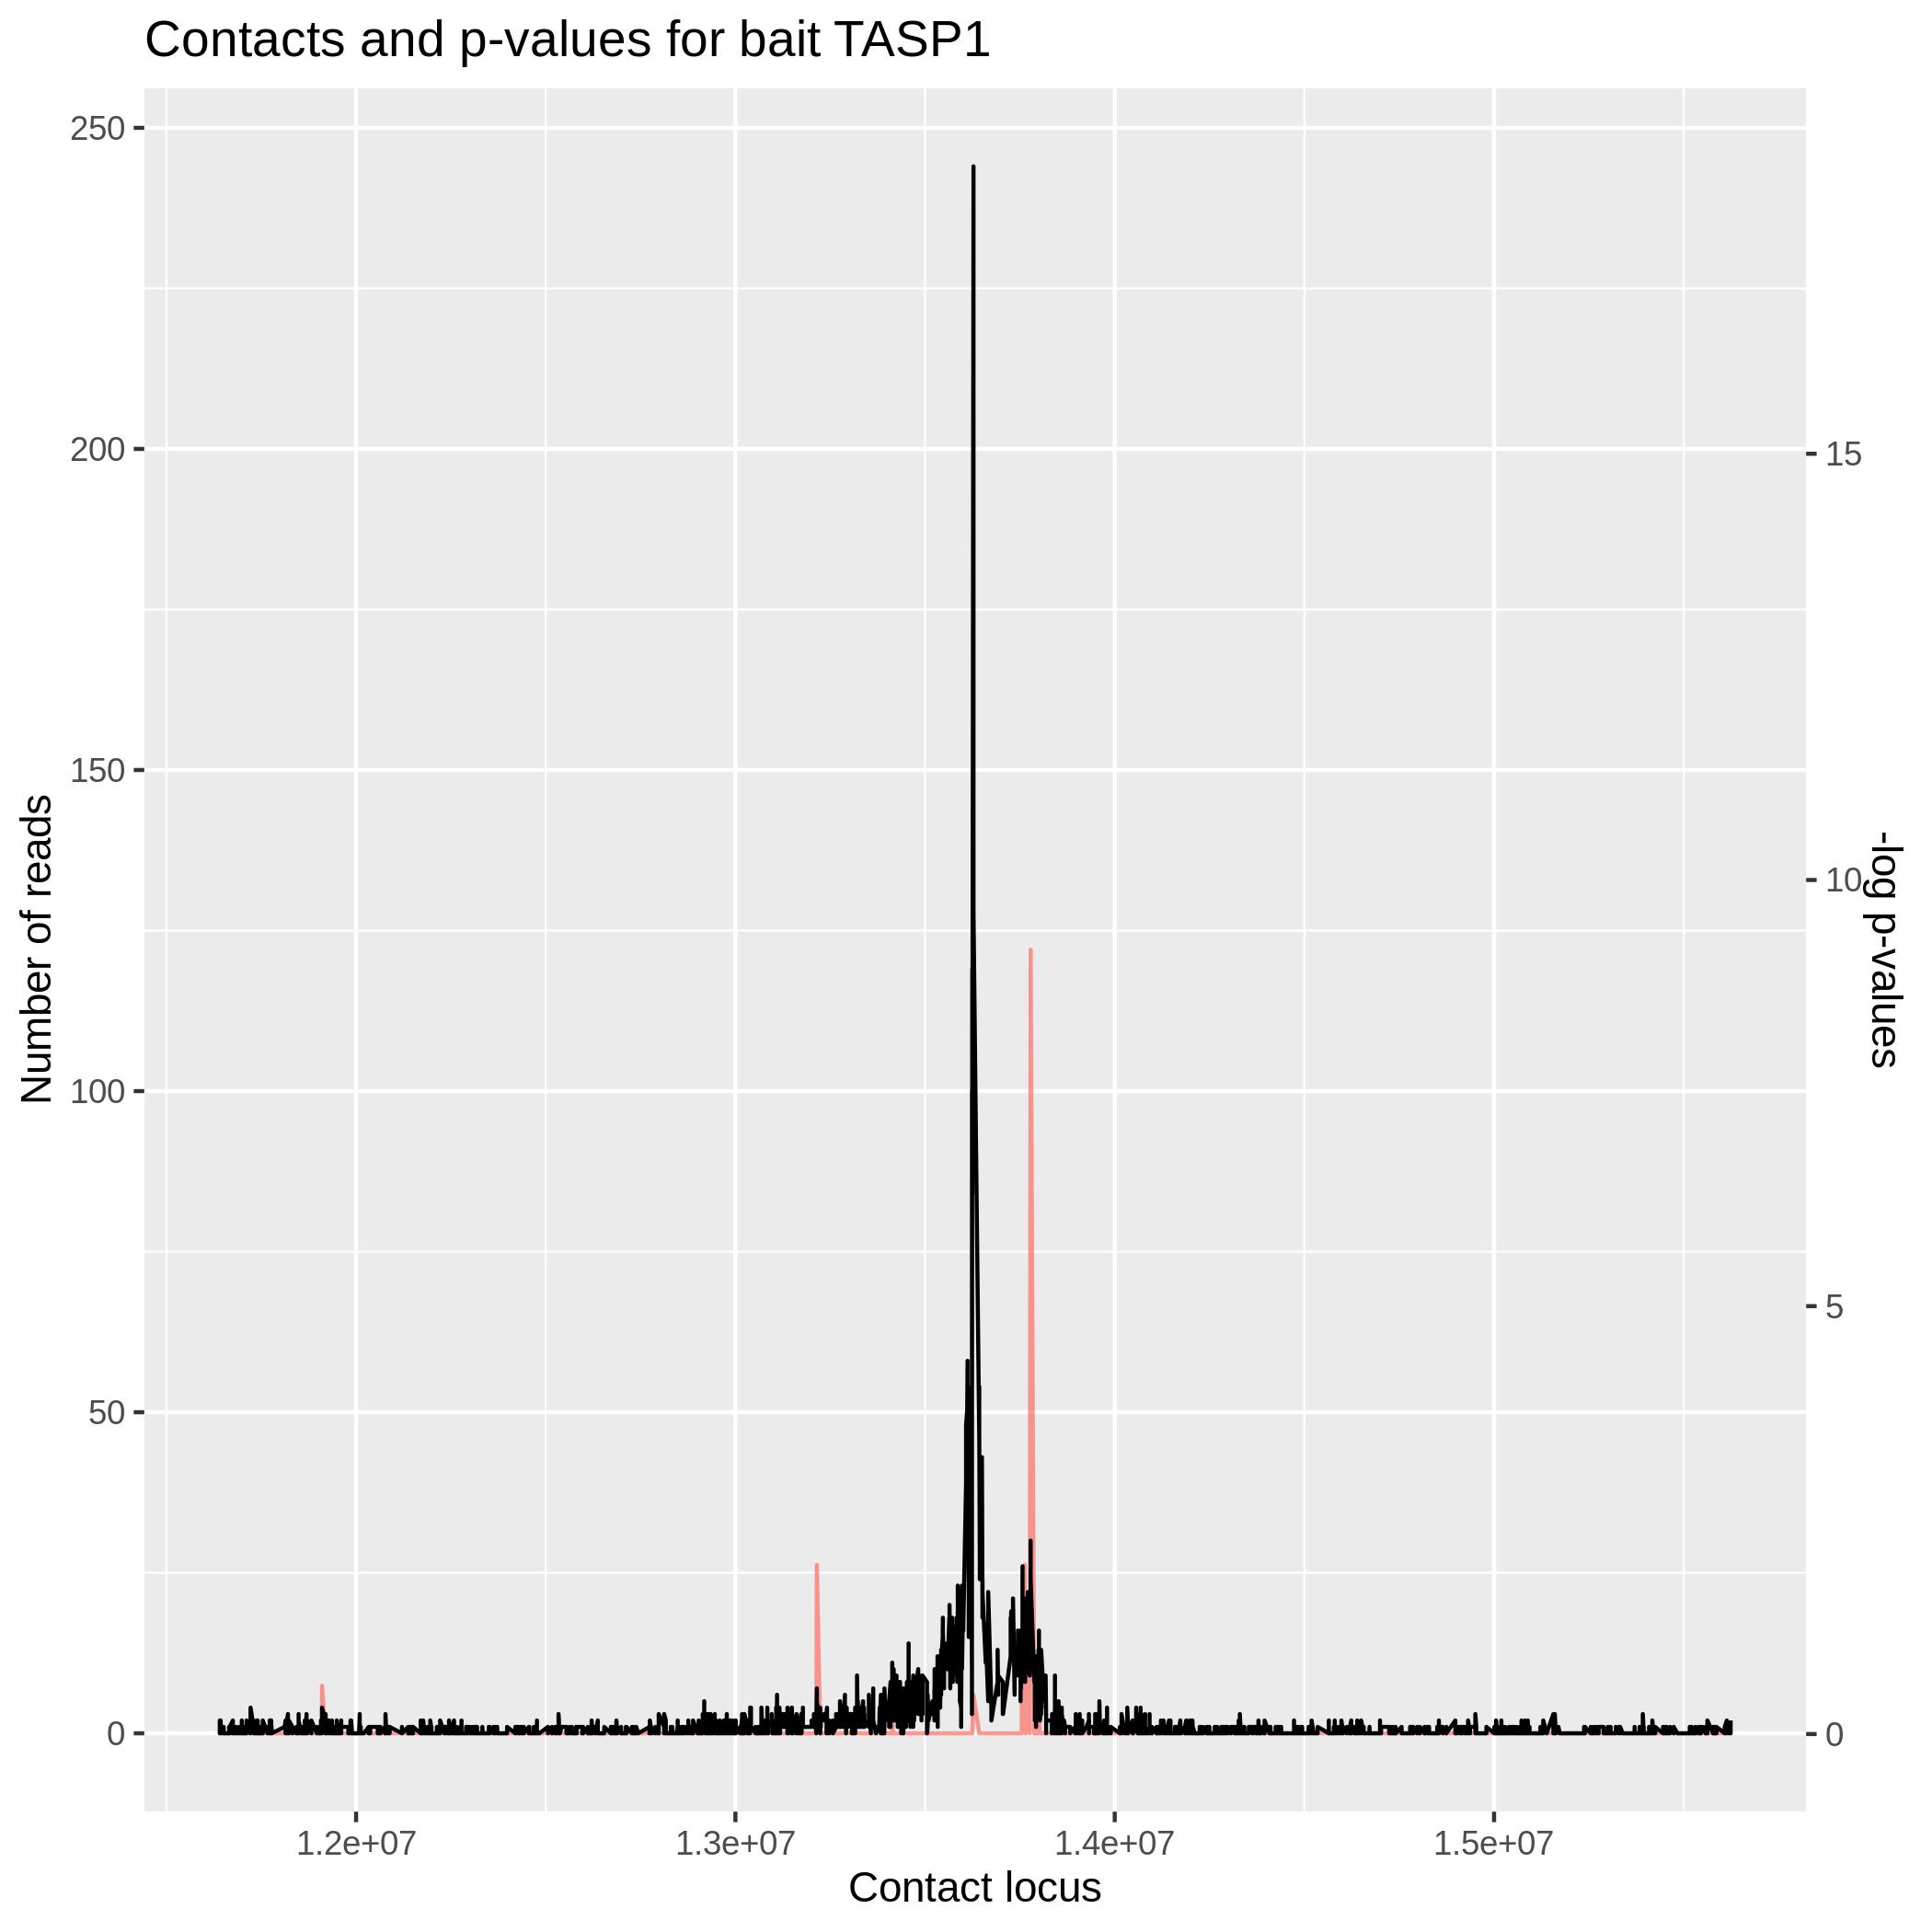 Contacts and p-values for bait TASP1
250
200
150
100
50
0
Number of reads
15
10
5
0
-log p-values
1.2e+07
1.3e+07
1.4e+07
1.5e+07
Contact locus